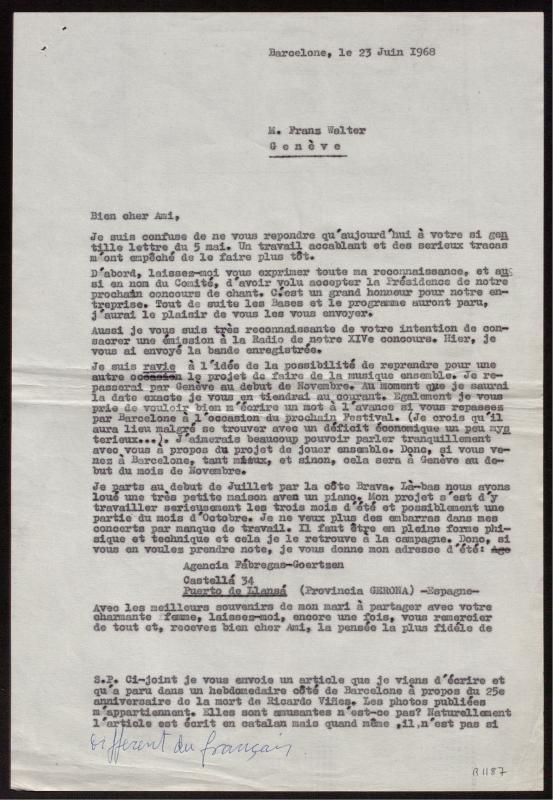 Barcelone, le 23 Juin 1968
M. Franz Walter
Genève
Bien cher Ami,
Je suis confuse de ne vous repondre qu'aujourd'hui à votre si gen
tille lettre du 5 mai. Un travail accablant et des serieux tracas
m'ont empêché de le faire plus tôt.
D'abord, laissez-moi vous exprimer toute ma reconnaissance, et aus
si en nom du Comité, d'avoir volu accepter la Présidence de notre
prochain concours de chant. C'est un grand honneur pour notre en-
treprise. Tout de suite les Bases et le programme auront paru,
j'aurai le plaisir de vous les vous envoyer.
Aussi je vous suis très reconnaissante de votre intention de con-
sacrer une émission à la Radio de notre XIVe concours. Hier, je
vous ai envoyé la bande enregistrée.
Je suis ravie à l'idée de la possibilité de reprendre pour une
autre occasion le projet de faire de la musique ensemble. Je re-
passerai par Genève au debut de Novembre. Au moment que je saurai
la date exacte je vous en tiendrai au courant. Egalement je vous
prie de vouloir bien m'écrire un mot à l'avance si vous repassez
par Barcelone à l'occasion du prochain Festival. (Je crois qu'il
aura lieu malgré se trouver avec un déficit économique un peu mys
terieux...). J'aimerais beaucoup pouvoir parler tranquillement
avec vous à propos du projet de jouer ensemble. Donc, si vous ve-
nez à Barcelone, tant mieux, et sinon, cela sera à Genève au de-
but du mois de Novembre.
Je parts au debut de Juillet par la côte Brava. Là-bas nous avons
loué une très petite maison aven un piano. Mon projet s'est d'y
travailler serieusement les trois mois d'été et possiblement une
partie du mois d'Octobre. Je ne veux plus des embarras dans mes
concerts par manque de travail. Il faut être en pleine forme phi-
sique et technique et cela je le retrouve à la campagne. Donc, si
vous en voulez prendre note, je vous donne mon adresse d'été: Age
Agencia Fábregas-Goertzen
Castellá 34
Puerto de Llansá (Provincia GERONA) -Espagne-
Avec les meilleurs souvenirs de mon mari à partager avec votre
charmante femme, laissez-moi, encore une fois, vous remercier
de tout et, recevez bien cher Ami, la pensée la plus fidéle de
S.P. Ci-joint je vous envoie un article que je viens d'écrire et
qu'a paru dans un hebdomedaire côté de Barcelone à propos du 25e
anniversaire de la mort de Ricardo Viñes. Les photos publiées
m'appartiennent. Elles sont amusantes n'est-ce pas? Naturellement
l'article est écrit en catalan mais quand même ,il,n'est pas si
different du français
R 1187